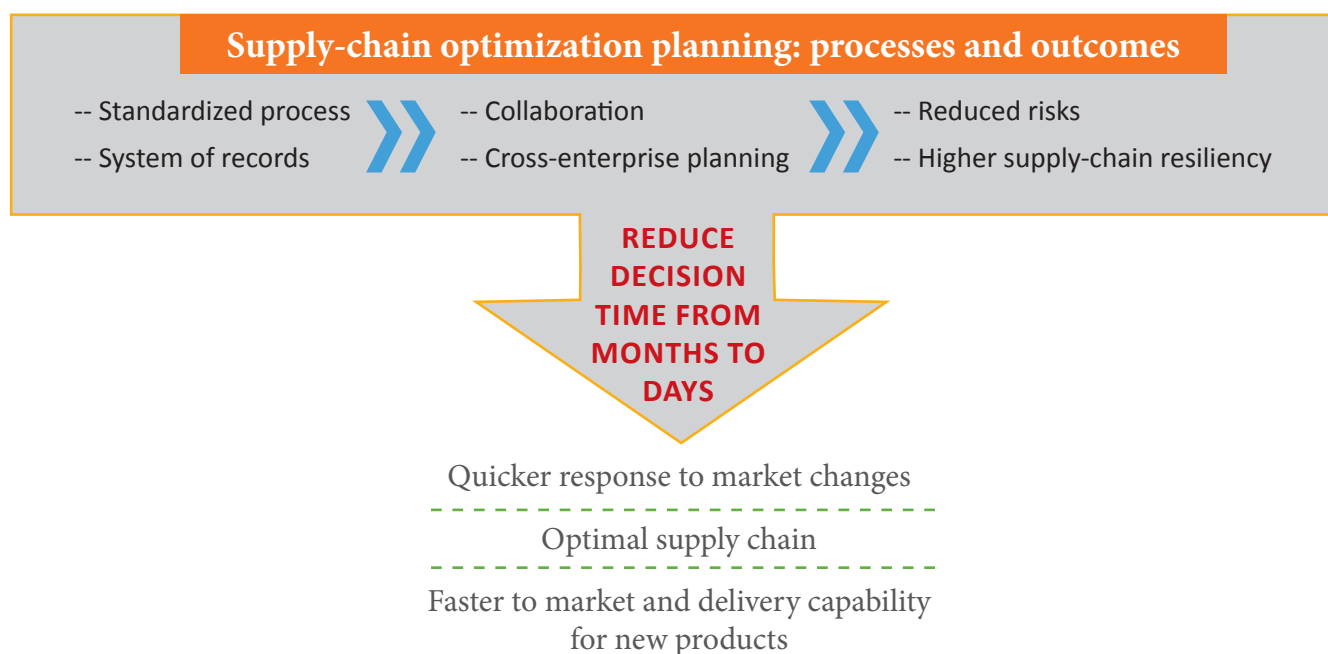 Supply-chain optimization planning: processes and outcomes
-- Standardized process
-- System of records
-- Collaboration
-- Cross-enterprise planning
-- Reduced risks
-- Higher supply-chain resiliency
REDUCE
DECISION
TIME FROM
MONTHS TO
DAYS
Quicker response to market changes
Optimal supply chain
Faster to market and delivery capability
for new products